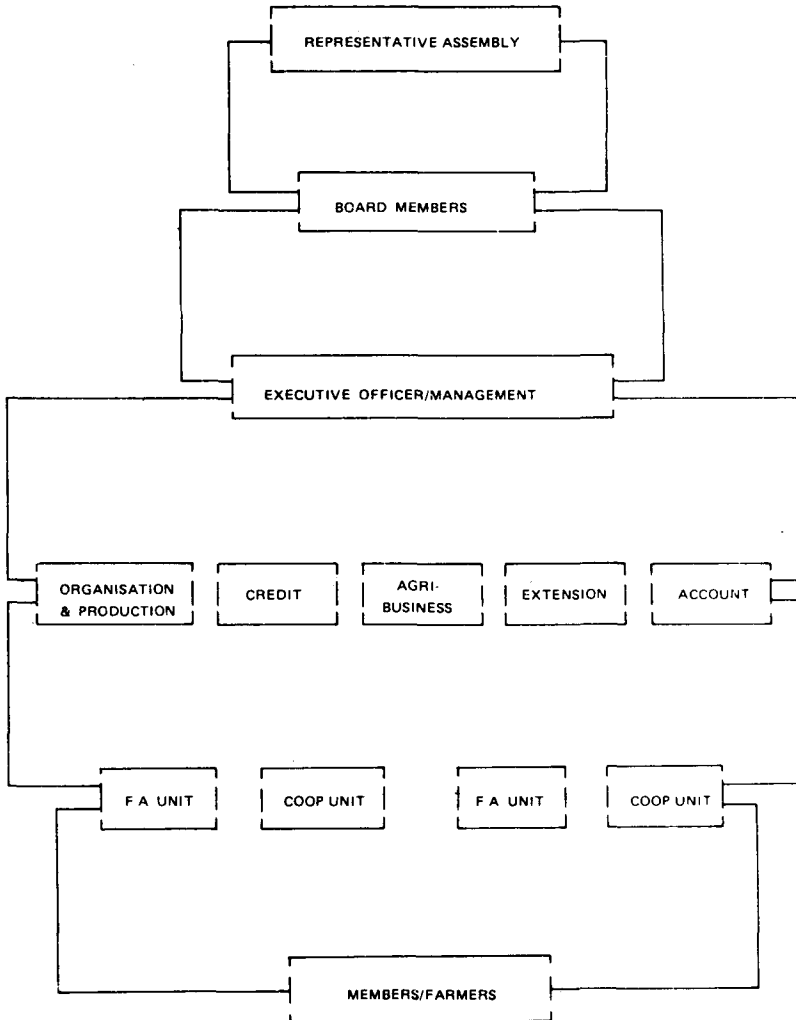 REPRESENTATIVE ASSEMBLY
BOARD MEMBERS
EXECUTIVE OFFICER/MANAGEMENT
ORGANISATION
& PRODUCTION
CREDIT
AGRI-
BUSINESS
EXTENSION
ACCOUNT
F A UNIT
COOP UNIT
F A UNIT
COOP UNIT
MEMBERS/FARMERS